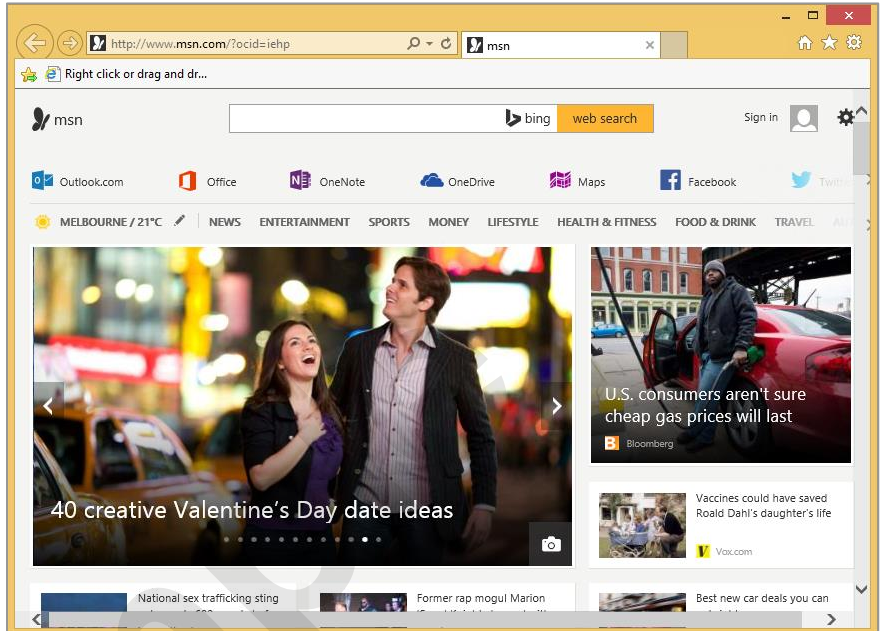 http://www.msn.com/?ocid=iehp
msn
Right click or drag and dr...
msn
bing
web search
Sign in
Outlook.com
Office
OneNote
OneDrive
Maps
Facebook
MELBOURNE / 21°C
NEWS
ENTERTAINMENT
SPORTS
MONEY
LIFESTYLE
HEALTH & FITNESS
FOOD & DRINK
TRAVEL
40 creative Valentine's Day date ideas
U.S. consumers aren't sure
cheap gas prices will last
Bloomberg
Vaccines could have saved
Roald Dahl's daughter's life
Vox.com
National sex trafficking sting
Former rap mogul Marion
Best new car deals you can